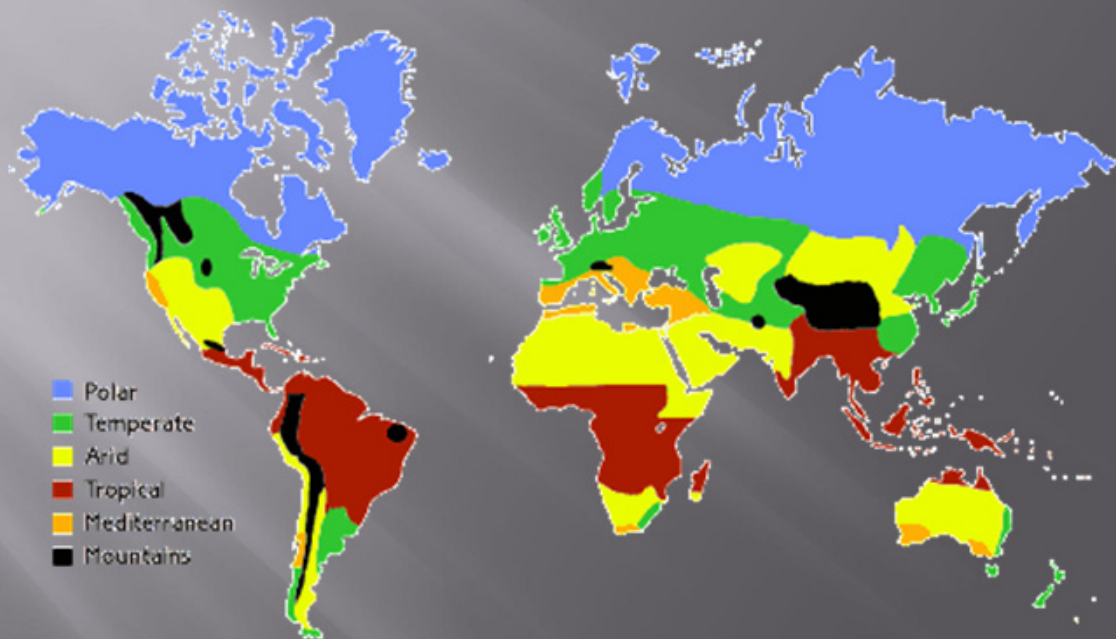 Polar
Temperate
Arid
Tropical
Mediterranean
Mountains